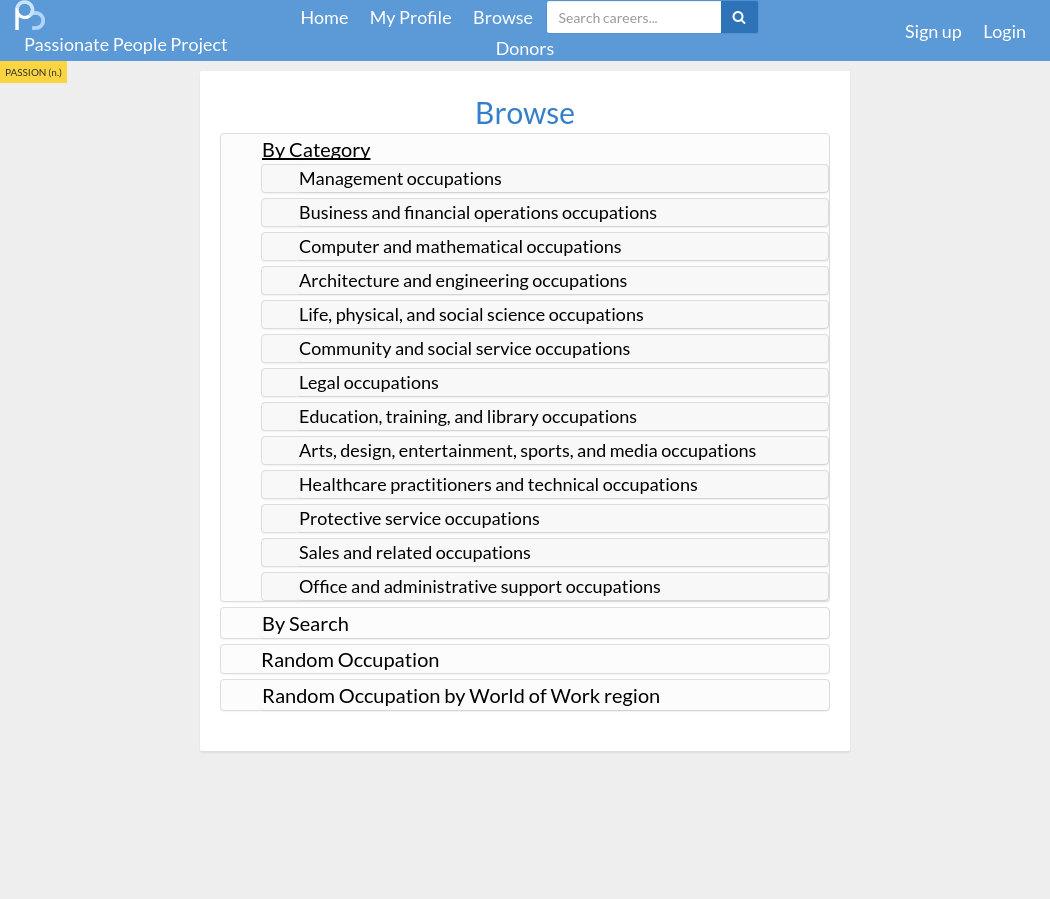 Home My Profile Browse Search careers...
Passionate People Project
Donors
Sign up Login
PASSION (n.)
Browse
By Category
Management occupations
Business and financial operations occupations
Computer and mathematical occupations
Architecture and engineering occupations
Life, physical, and social science occupations
Community and social service occupations
Legal occupations
Education, training, and library occupations
Arts, design, entertainment, sports, and media occupations
Healthcare practitioners and technical occupations
Protective service occupations
Sales and related occupations
Office and administrative support occupations
By Search
Random Occupation
Random Occupation by World of Work region